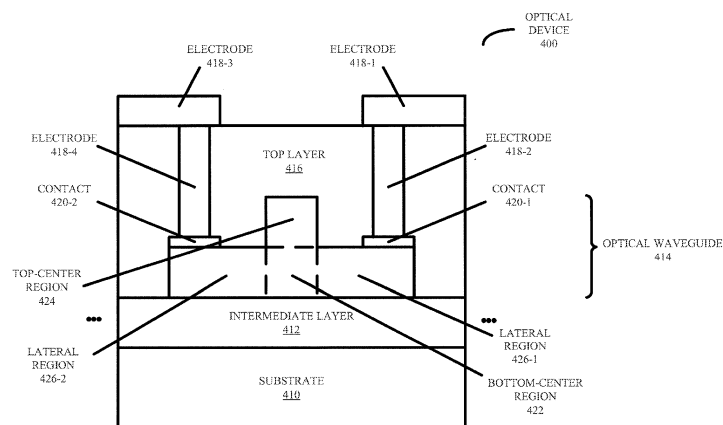 OPTICAL
DEVICE
400
ELECTRODE
418-3
ELECTRODE
418-1
ELECTRODE
418-4
TOP LAYER
416
ELECTRODE
418-2
CONTACT
420-2
CONTACT
420-1
OPTICAL WAVEGUIDE
414
TOP-CENTER
REGION
424
INTERMEDIATE LAYER
412
LATERAL
REGION
426-2
LATERAL
REGION
426-1
SUBSTRATE
410
BOTTOM-CENTER
REGION
422